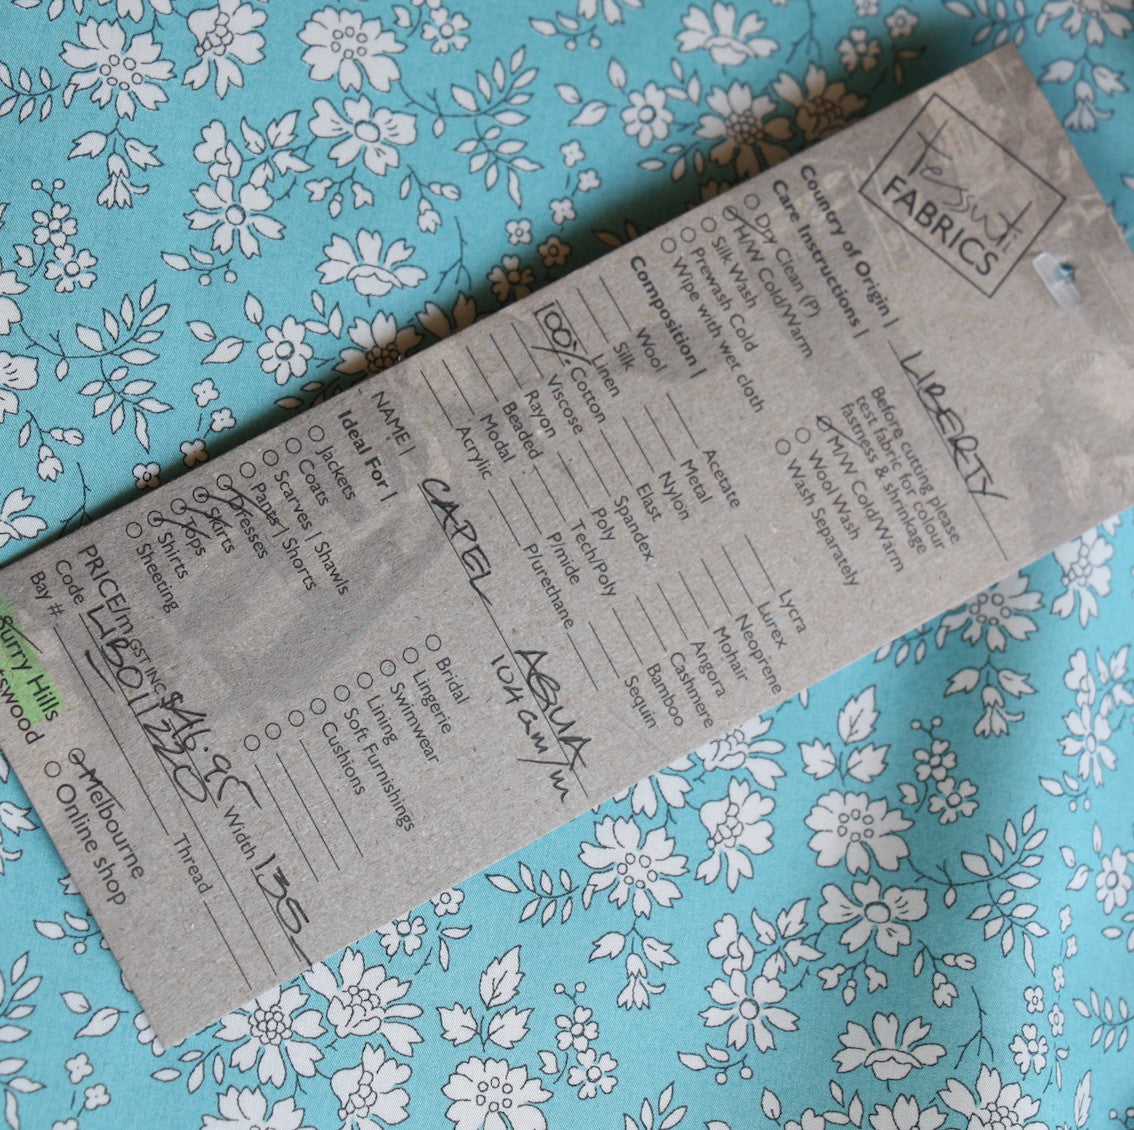 tessuti
FABRICS
Country of Origin | LIBERTY
Care Instructions |
Dry Clean (P)
H/W Cold/Warm
Silk Wash
Prewash Cold
Wipe with wet cloth
Before cutting please
test fabric for colour
fastness & shrinkage
M/W Cold/Warm
Wool Wash
Wash Separately
Composition |
Wool
Silk
Linen
100% Cotton
Viscose
Rayon
Beaded
Modal
Acrylic
Acetate
Metal
Nylon
Elast
Spandex
Poly
Tech/Poly
P/mide
P/urethane
Lycra
Lurex
Neoprene
Mohair
Angora
Cashmere
Bamboo
Sequin
NAME | CAPEL AGUA
104am/m
Ideal For |
Jackets
Coats
Scarves | Shawls
Pants | Shorts
Dresses
Skirts
Tops
Shirts
Sheeting
Bridal
Lingerie
Swimwear
Lining
Soft Furnishings
Cushions
PRICE/m GST INC $46.95 Width 135
Code LIB011220
Bay # Thread
Surry Hills
Melbourne
Online shop